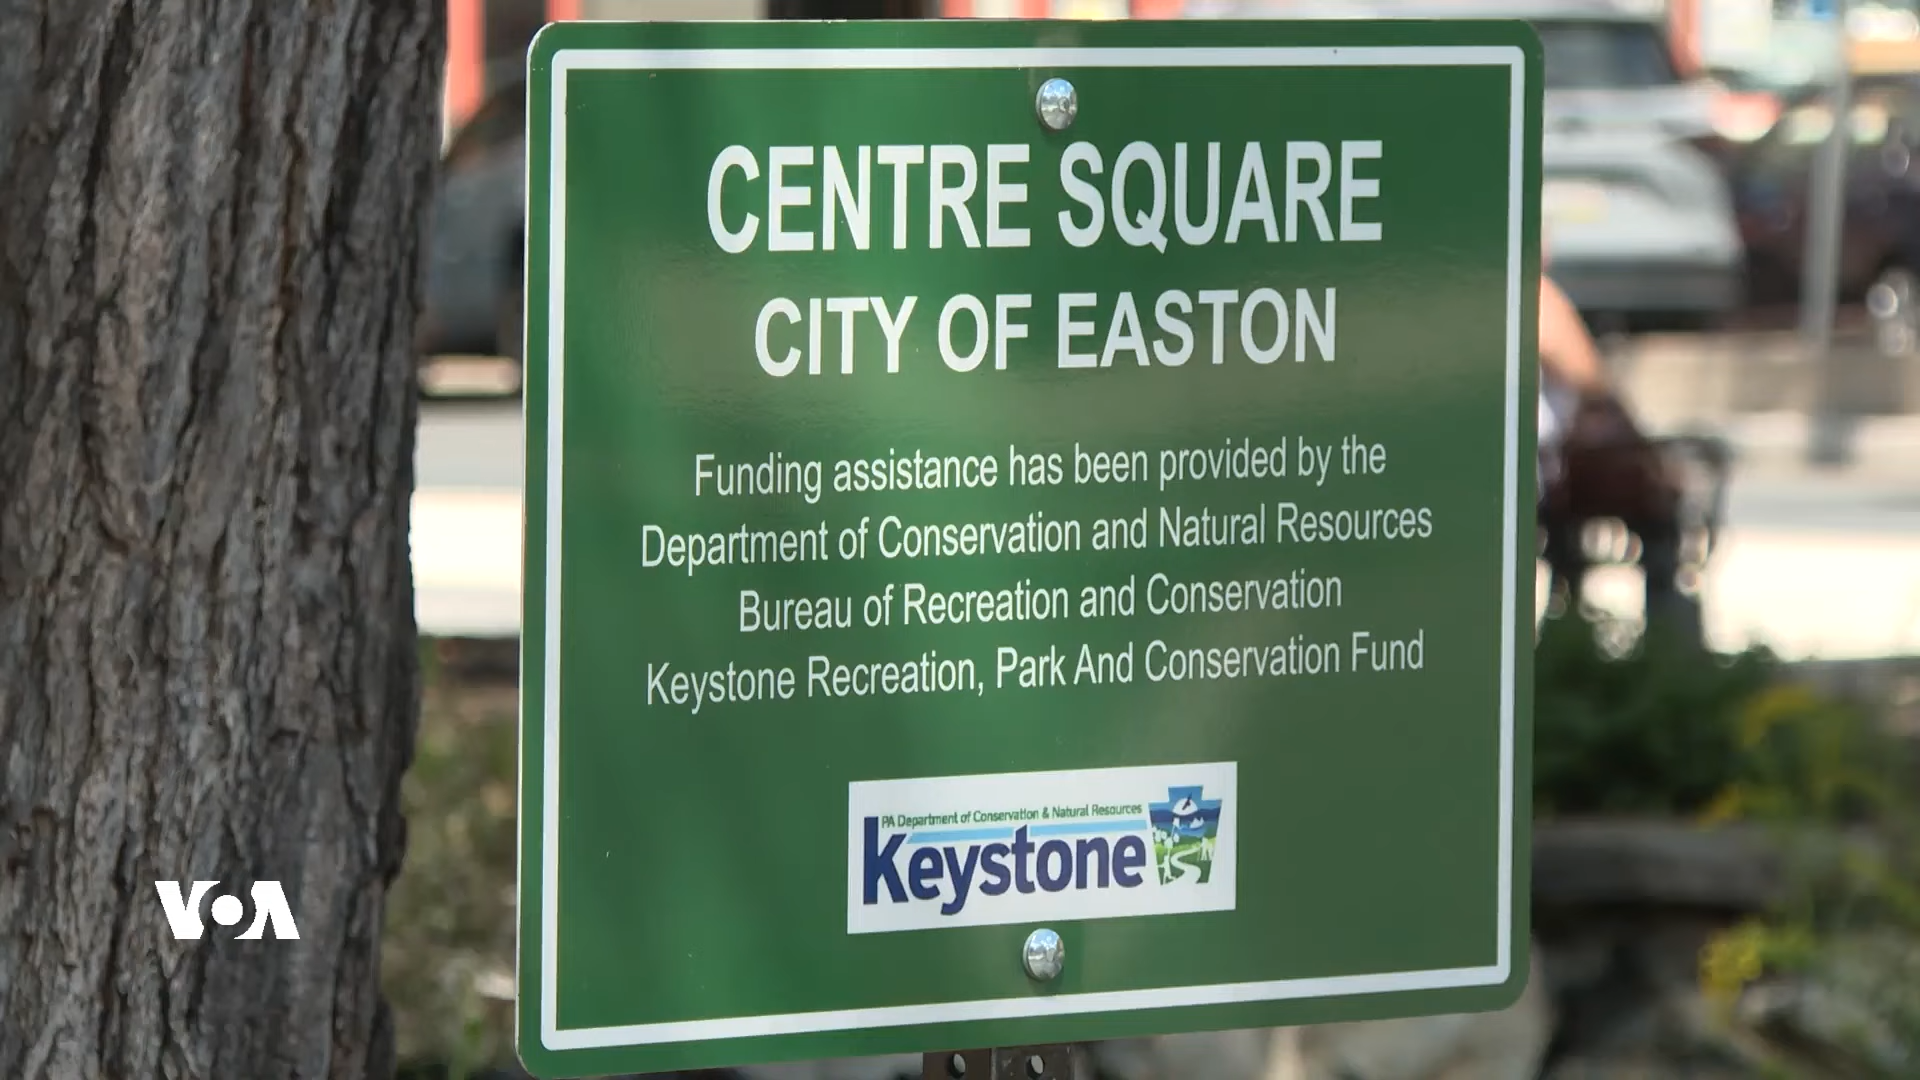 CENTRE SQUARE
CITY OF EASTON
Funding assistance has been provided by the
Department of Conservation and Natural Resources
Bureau of Recreation and Conservation
Keystone Recreation, Park And Conservation Fund
PA Department of Conservation & Natural Resources
Keystone
VOA